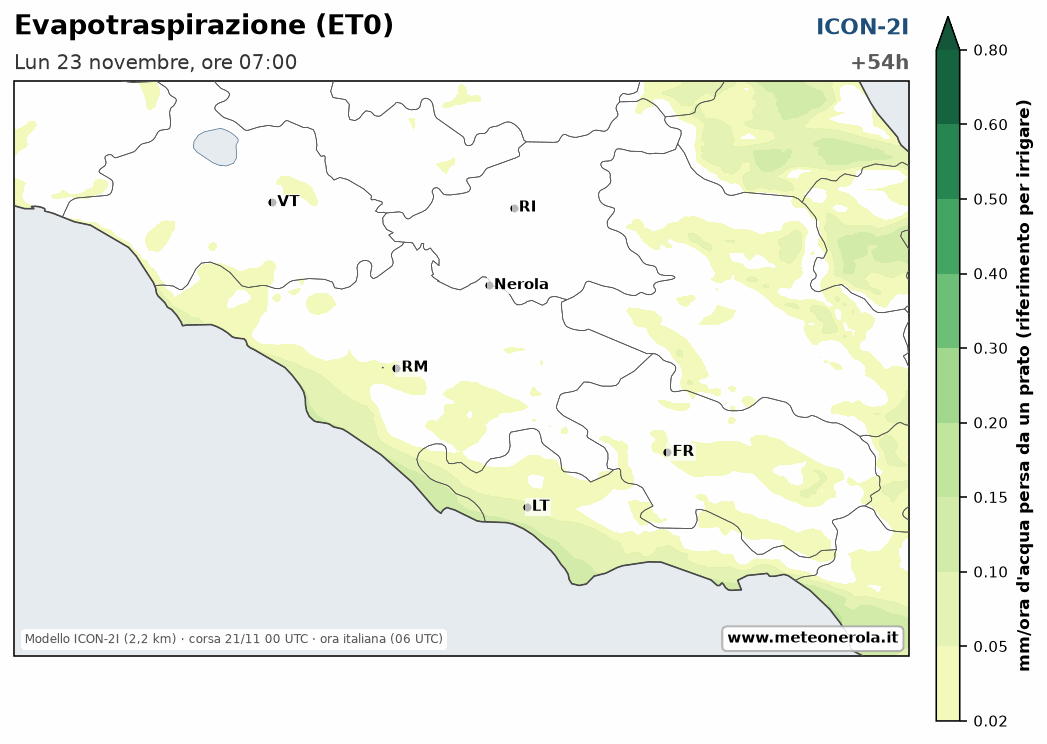 Evapotraspirazione (ET0)
ICON-2I
Lun 23 novembre, ore 07:00
+54h
VT
RI
Nerola
RM
FR
LT
Modello ICON-2I (2,2 km) · corsa 21/11 00 UTC · ora italiana (06 UTC)
www.meteonerola.it
0.80
0.60
0.50
0.40
0.30
0.20
0.15
0.10
0.05
0.02
mm/ora d'acqua persa da un prato (riferimento per irrigare)